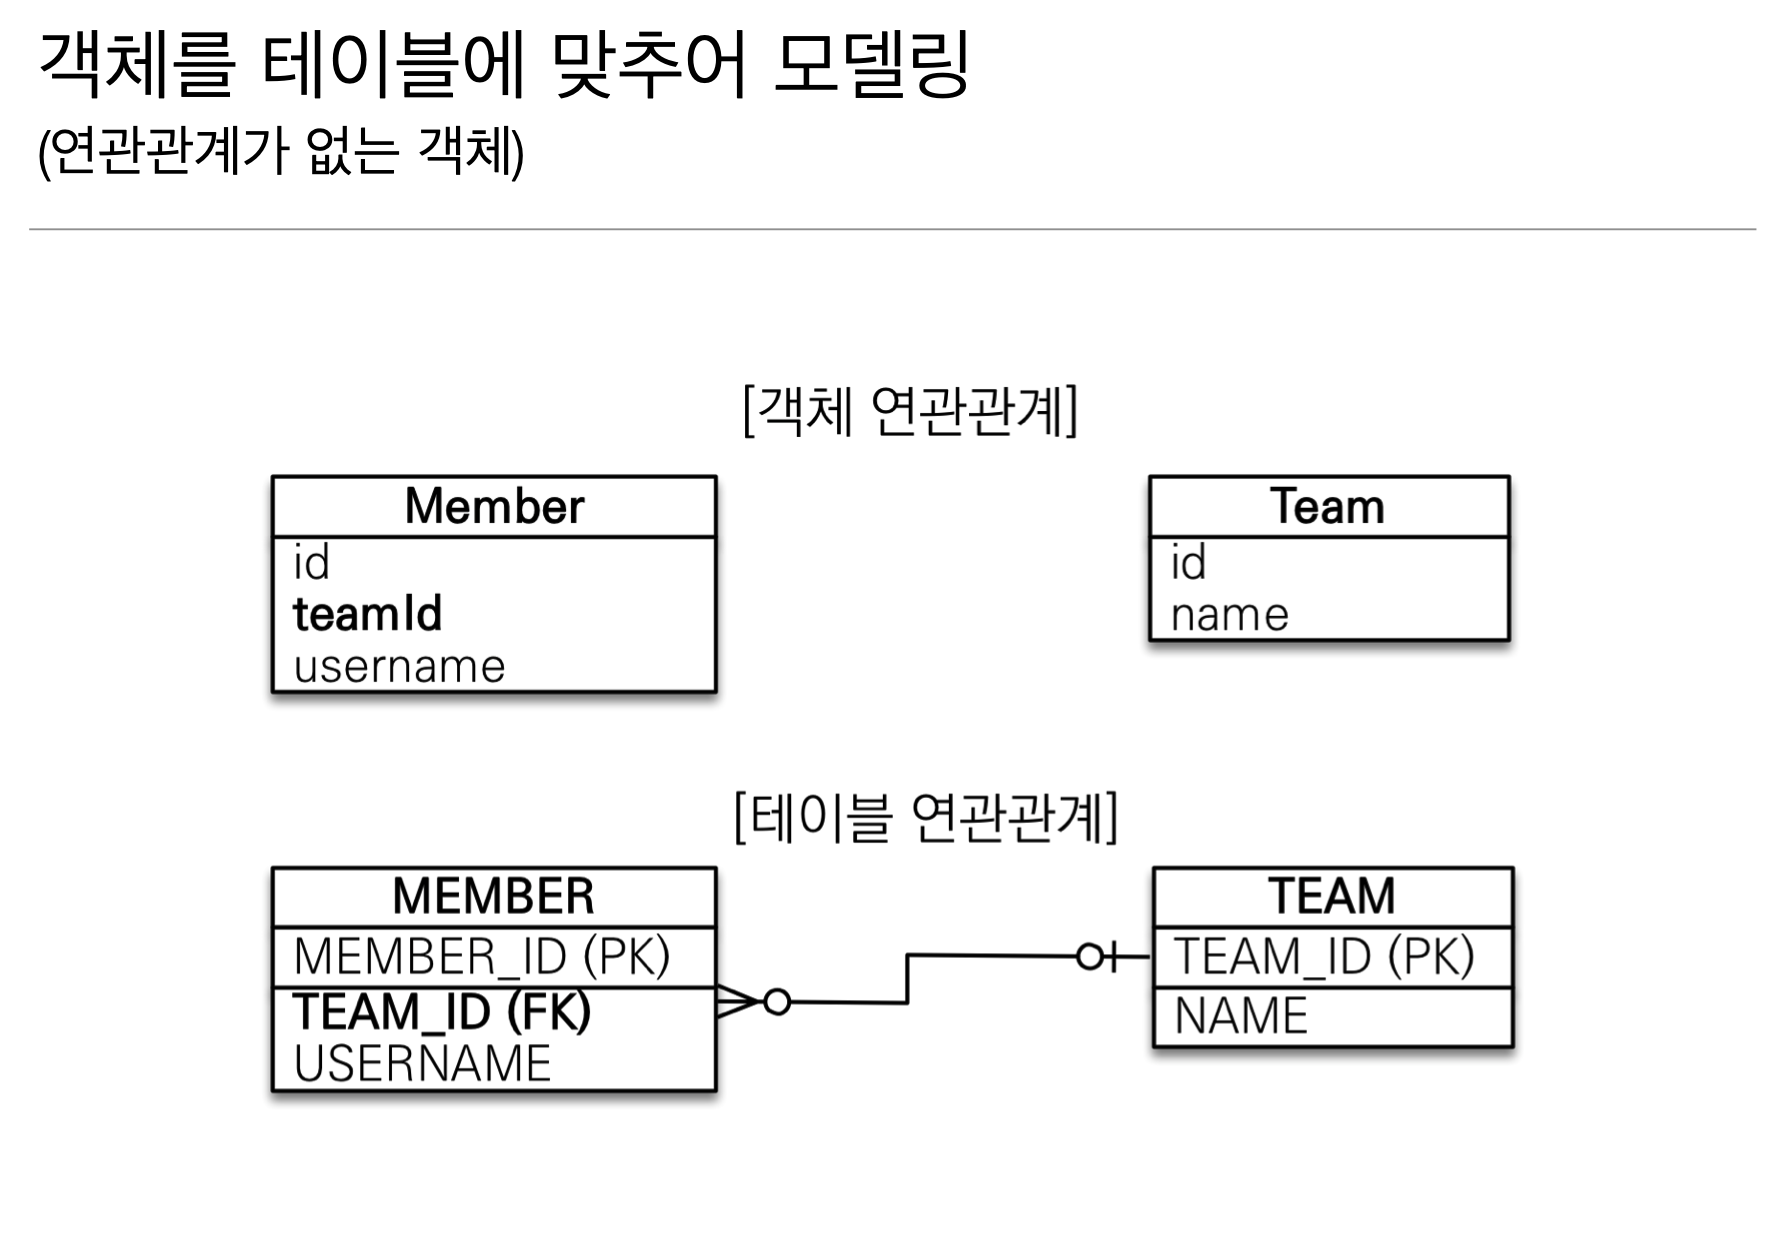 객체를 테이블에 맞추어 모델링
(연관관계가 없는 객체)
[객체 연관관계]
Member
id
teamId
username
Team
id
name
[테이블 연관관계]
MEMBER
MEMBER_ID (PK)
TEAM_ID (FK)
USERNAME
TEAM
TEAM_ID (PK)
NAME